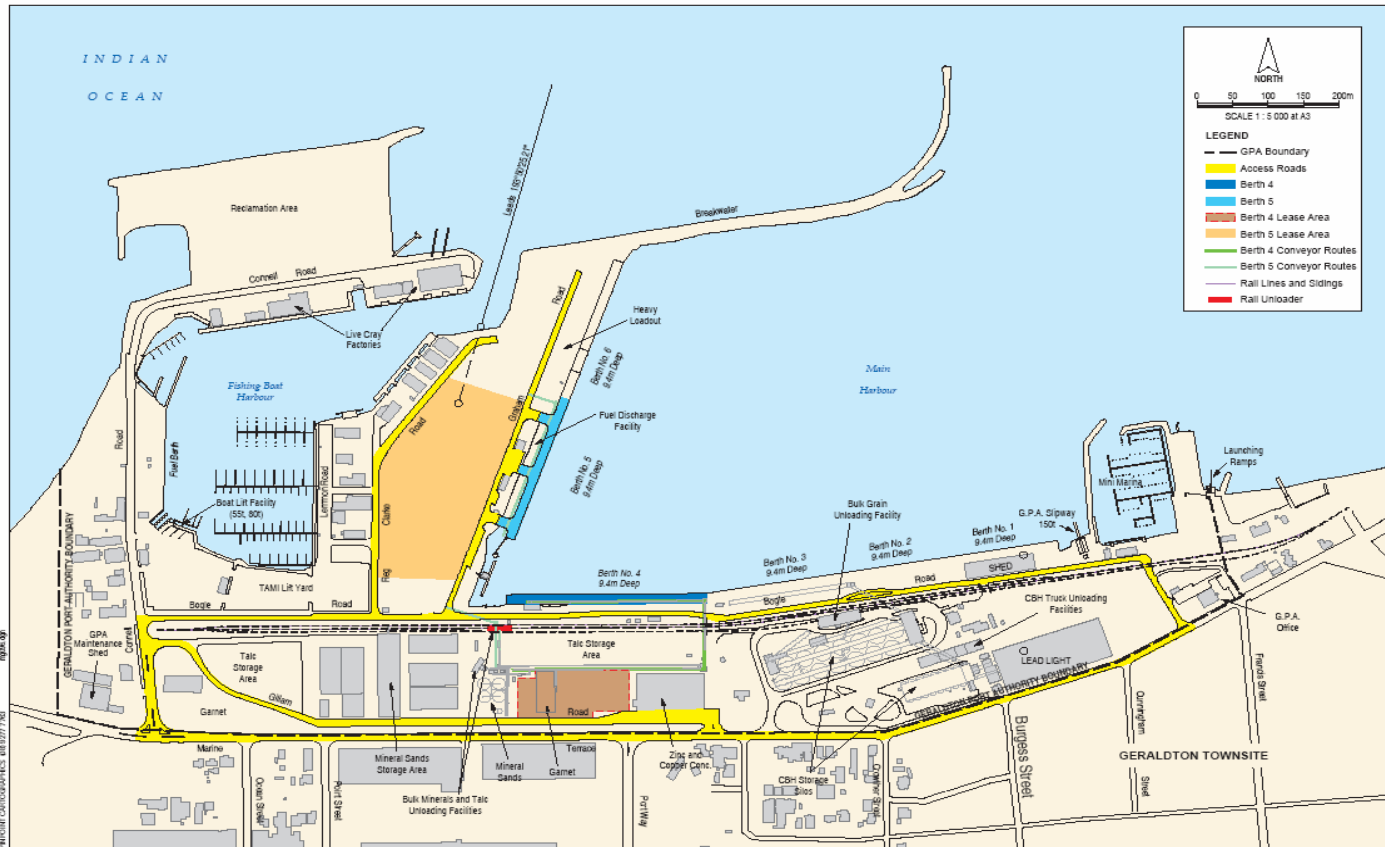 INDIAN
OCEAN
NORTH
0 50 100 150 200m
SCALE 1 : 5 000 at A3
LEGEND
GPA Boundary
Access Roads
Berth 4
Berth 5
Berth 4 Lease Area
Berth 5 Lease Area
Berth 4 Conveyor Routes
Berth 5 Conveyor Routes
Rail Lines and Sidings
Rail Unloader
Reclamation Area
Breakwater
Connell Road
Road
Heavy
Loadout
Live Cray
Factories
Berth No. 6
9.4m Deep
Main
Harbour
Fishing Boat
Harbour
Graham
Fuel Discharge
Facility
Road
Road
Fuel Berth
Lemmon Road
Berth No. 5
9.4m Deep
Launching
Ramps
Mini Marina
Boat Lift Facility
(55t, 80t)
Clarke
Bulk Grain
Unloading Facility
G.P.A. Slipway
150t
Berth No. 1
9.4m Deep
Berth No. 2
9.4m Deep
Berth No. 3
9.4m Deep
Berth No. 4
9.4m Deep
SHED
Reg
TAMI Lift Yard
Bogle Road
Bogle Road
CBH Truck Unloading
Facilities
GERALDTON PORT AUTHORITY BOUNDARY
GPA
Maintenance
Shed
Connell
Talc
Storage
Area
Talc Storage
Area
G.P.A.
Office
LEAD LIGHT
GERALDTON PORT AUTHORITY BOUNDARY
Francis Street
Gillam
Road
Garnet
Marine
Terrace
Mineral Sands
Storage Area
Mineral
Sands
Garnet
Zinc and
Copper Conc.
CBH Storage
Silos
Burgess Street
Cunningham
Street
GERALDTON TOWNSITE
Ocean Street
Point Street
Bulk Minerals and Talc
Unloading Facilities
Port Way
Crowther Street